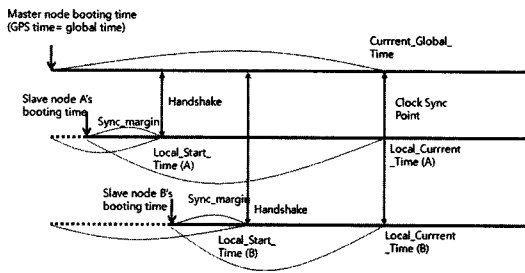 Master node booting time
(GPS time= global time)
Currrent_Global_
Time
Slave node A's
booting time
Sync_margin
Handshake
Clock Sync
Point
Local_Start_
Time (A)
Local_Currrent
_Time (A)
Slave node B's
booting time
Sync_margin
Handshake
Local_Start_
Time (B)
Local_Currrent
_Time (B)